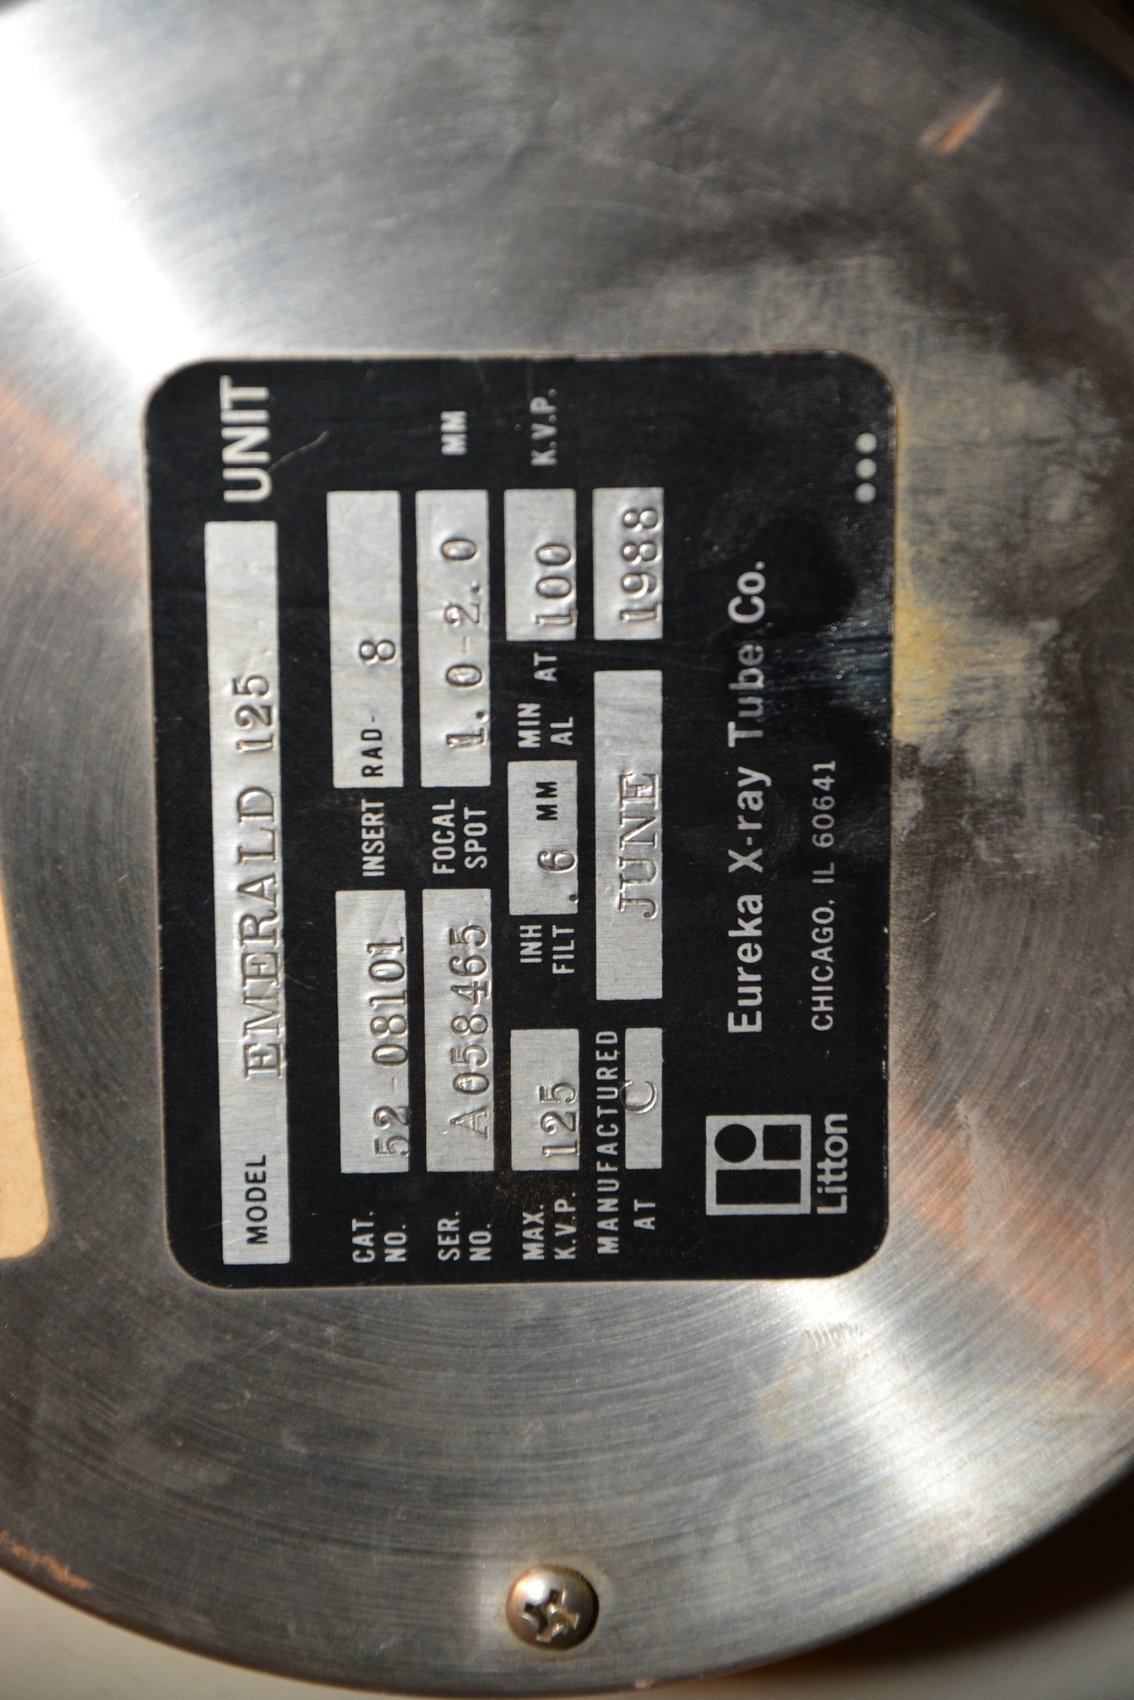 MODEL EMERALD 125 UNIT
CAT. NO. 52-08101 INSERT RAD- 8
SER. NO. A058465 FOCAL SPOT 1.0-2.0 MM
MAX. K.V.P. 125 INH FILT .6 MM MIN AL AT 100 K.V.P.
MANUFACTURED AT C JUNE 1988
Litton
Eureka X-ray Tube Co.
CHICAGO, IL 60641